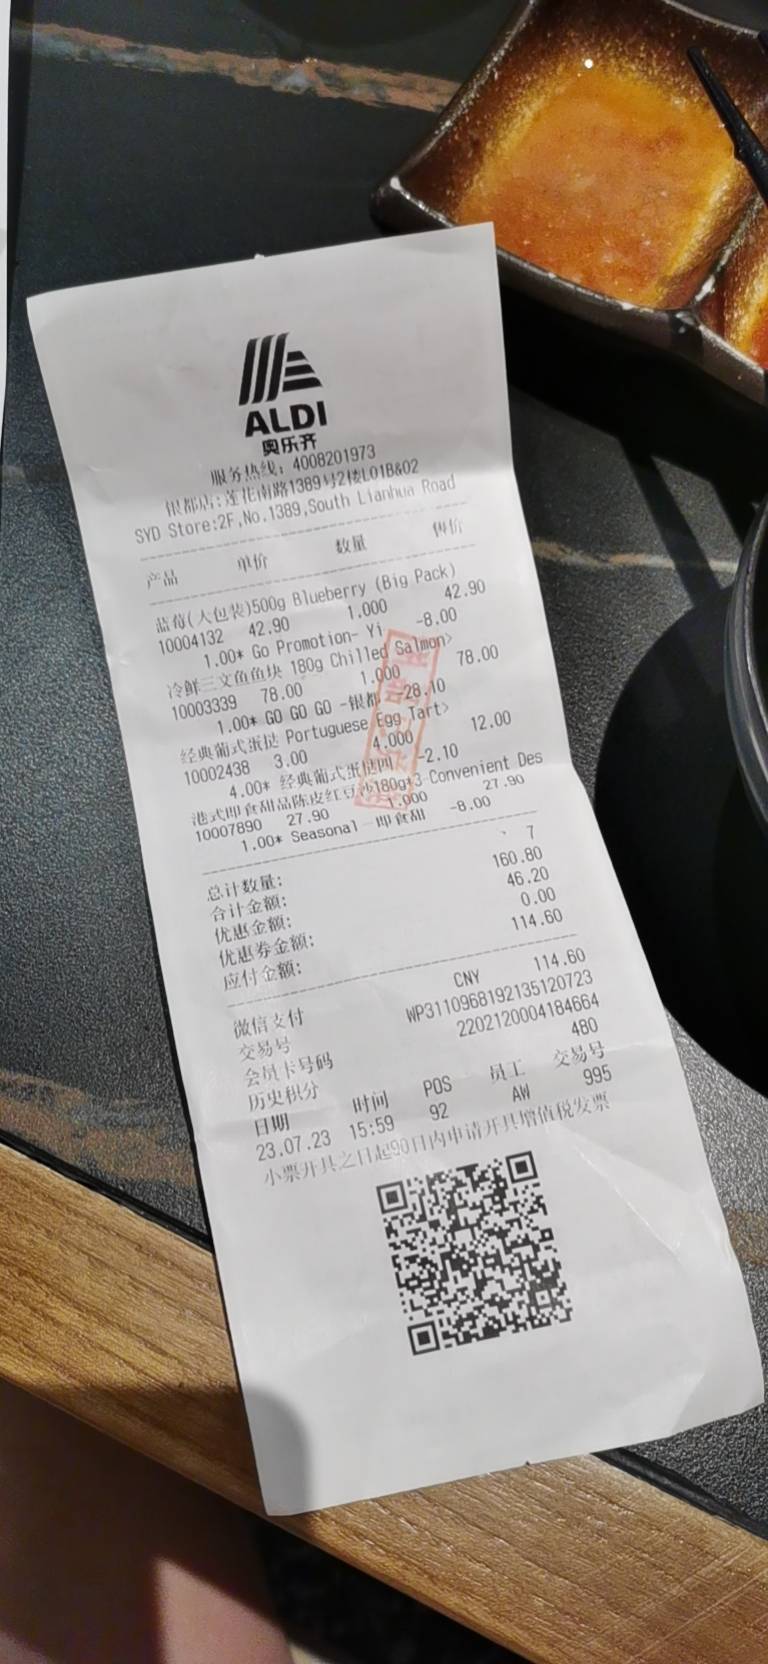 ALDI
奥乐齐
服务热线: 4008201973
银都店:莲花南路1389号2楼L01B&02
SYD Store:2F,No.1389,South Lianhua Road
产品 单价 数量 售价
蓝莓(大包装)500g Blueberry (Big Pack)
10004132 42.90 1.000 42.90
1.00* Go Promotion- Yi -8.00
冷鲜三文鱼鱼块 180g Chilled Salmon>
10003339 78.00 1.000 78.00
1.00* GO GO GO -银都 -28.10
经典葡式蛋挞 Portuguese Egg Tart>
10002438 3.00 4.000 12.00
4.00* 经典葡式蛋挞四 -2.10
港式即食甜品陈皮红豆沙180g*3 Convenient Des
10007890 27.90 1.000 27.90
1.00* Seasonal 即食甜 -8.00
总计数量: 7
合计金额: 160.80
优惠金额: 46.20
优惠券金额: 0.00
应付金额: 114.60
微信支付 CNY 114.60
交易号 WP3110968192135120723
会员卡号码 2202120004184664
历史积分 480
日期 时间 POS 员工 交易号
23.07.23 15:59 92 AW 995
小票开具之日起90日内申请开具增值税发票